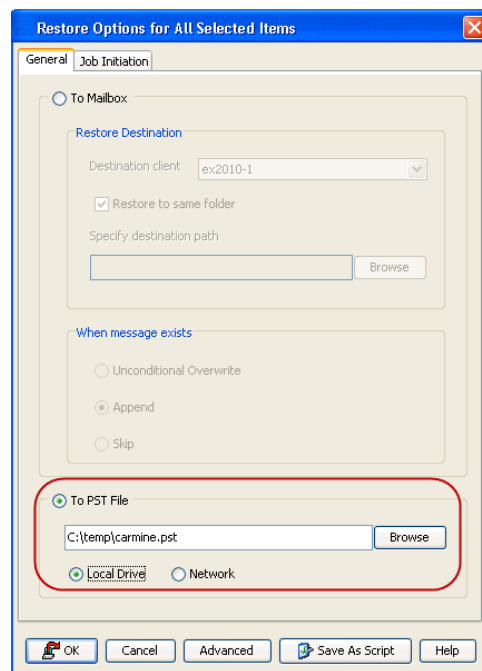 Restore Options for All Selected Items
General Job Initiation
To Mailbox
Restore Destination
Destination client ex2010-1
Restore to same folder
Specify destination path
Browse
When message exists
Unconditional Overwrite
Append
Skip
To PST File
C:\temp\carmine.pst Browse
Local Drive Network
OK Cancel Advanced Save As Script Help